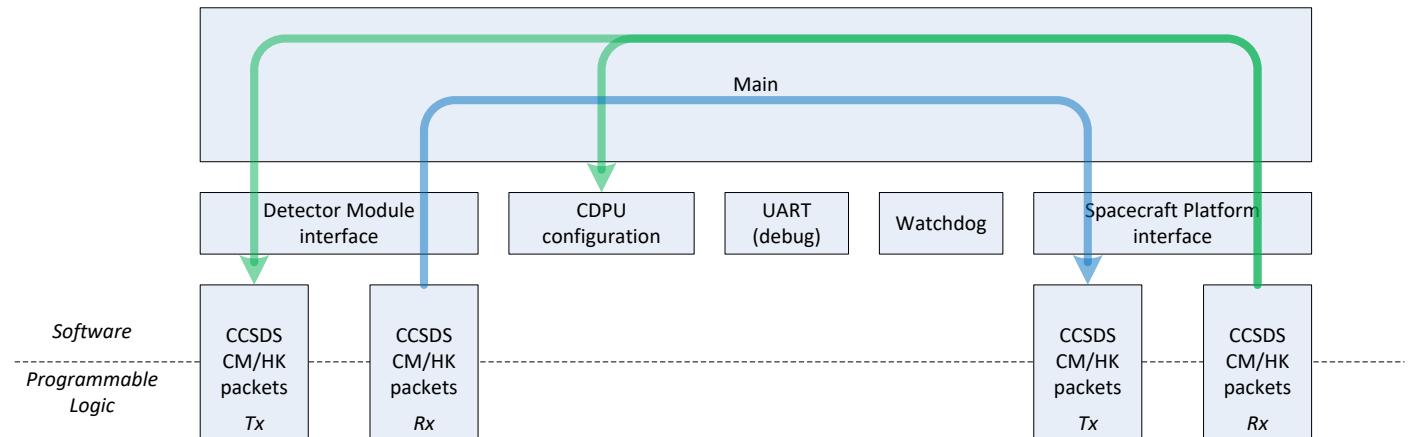 Main
Detector Module
interface
CDPU
configuration
UART
(debug)
Watchdog
Spacecraft Platform
interface
Software
Programmable
Logic
CCSDS
CM/HK
packets
Tx
CCSDS
CM/HK
packets
Rx
CCSDS
CM/HK
packets
Tx
CCSDS
CM/HK
packets
Rx